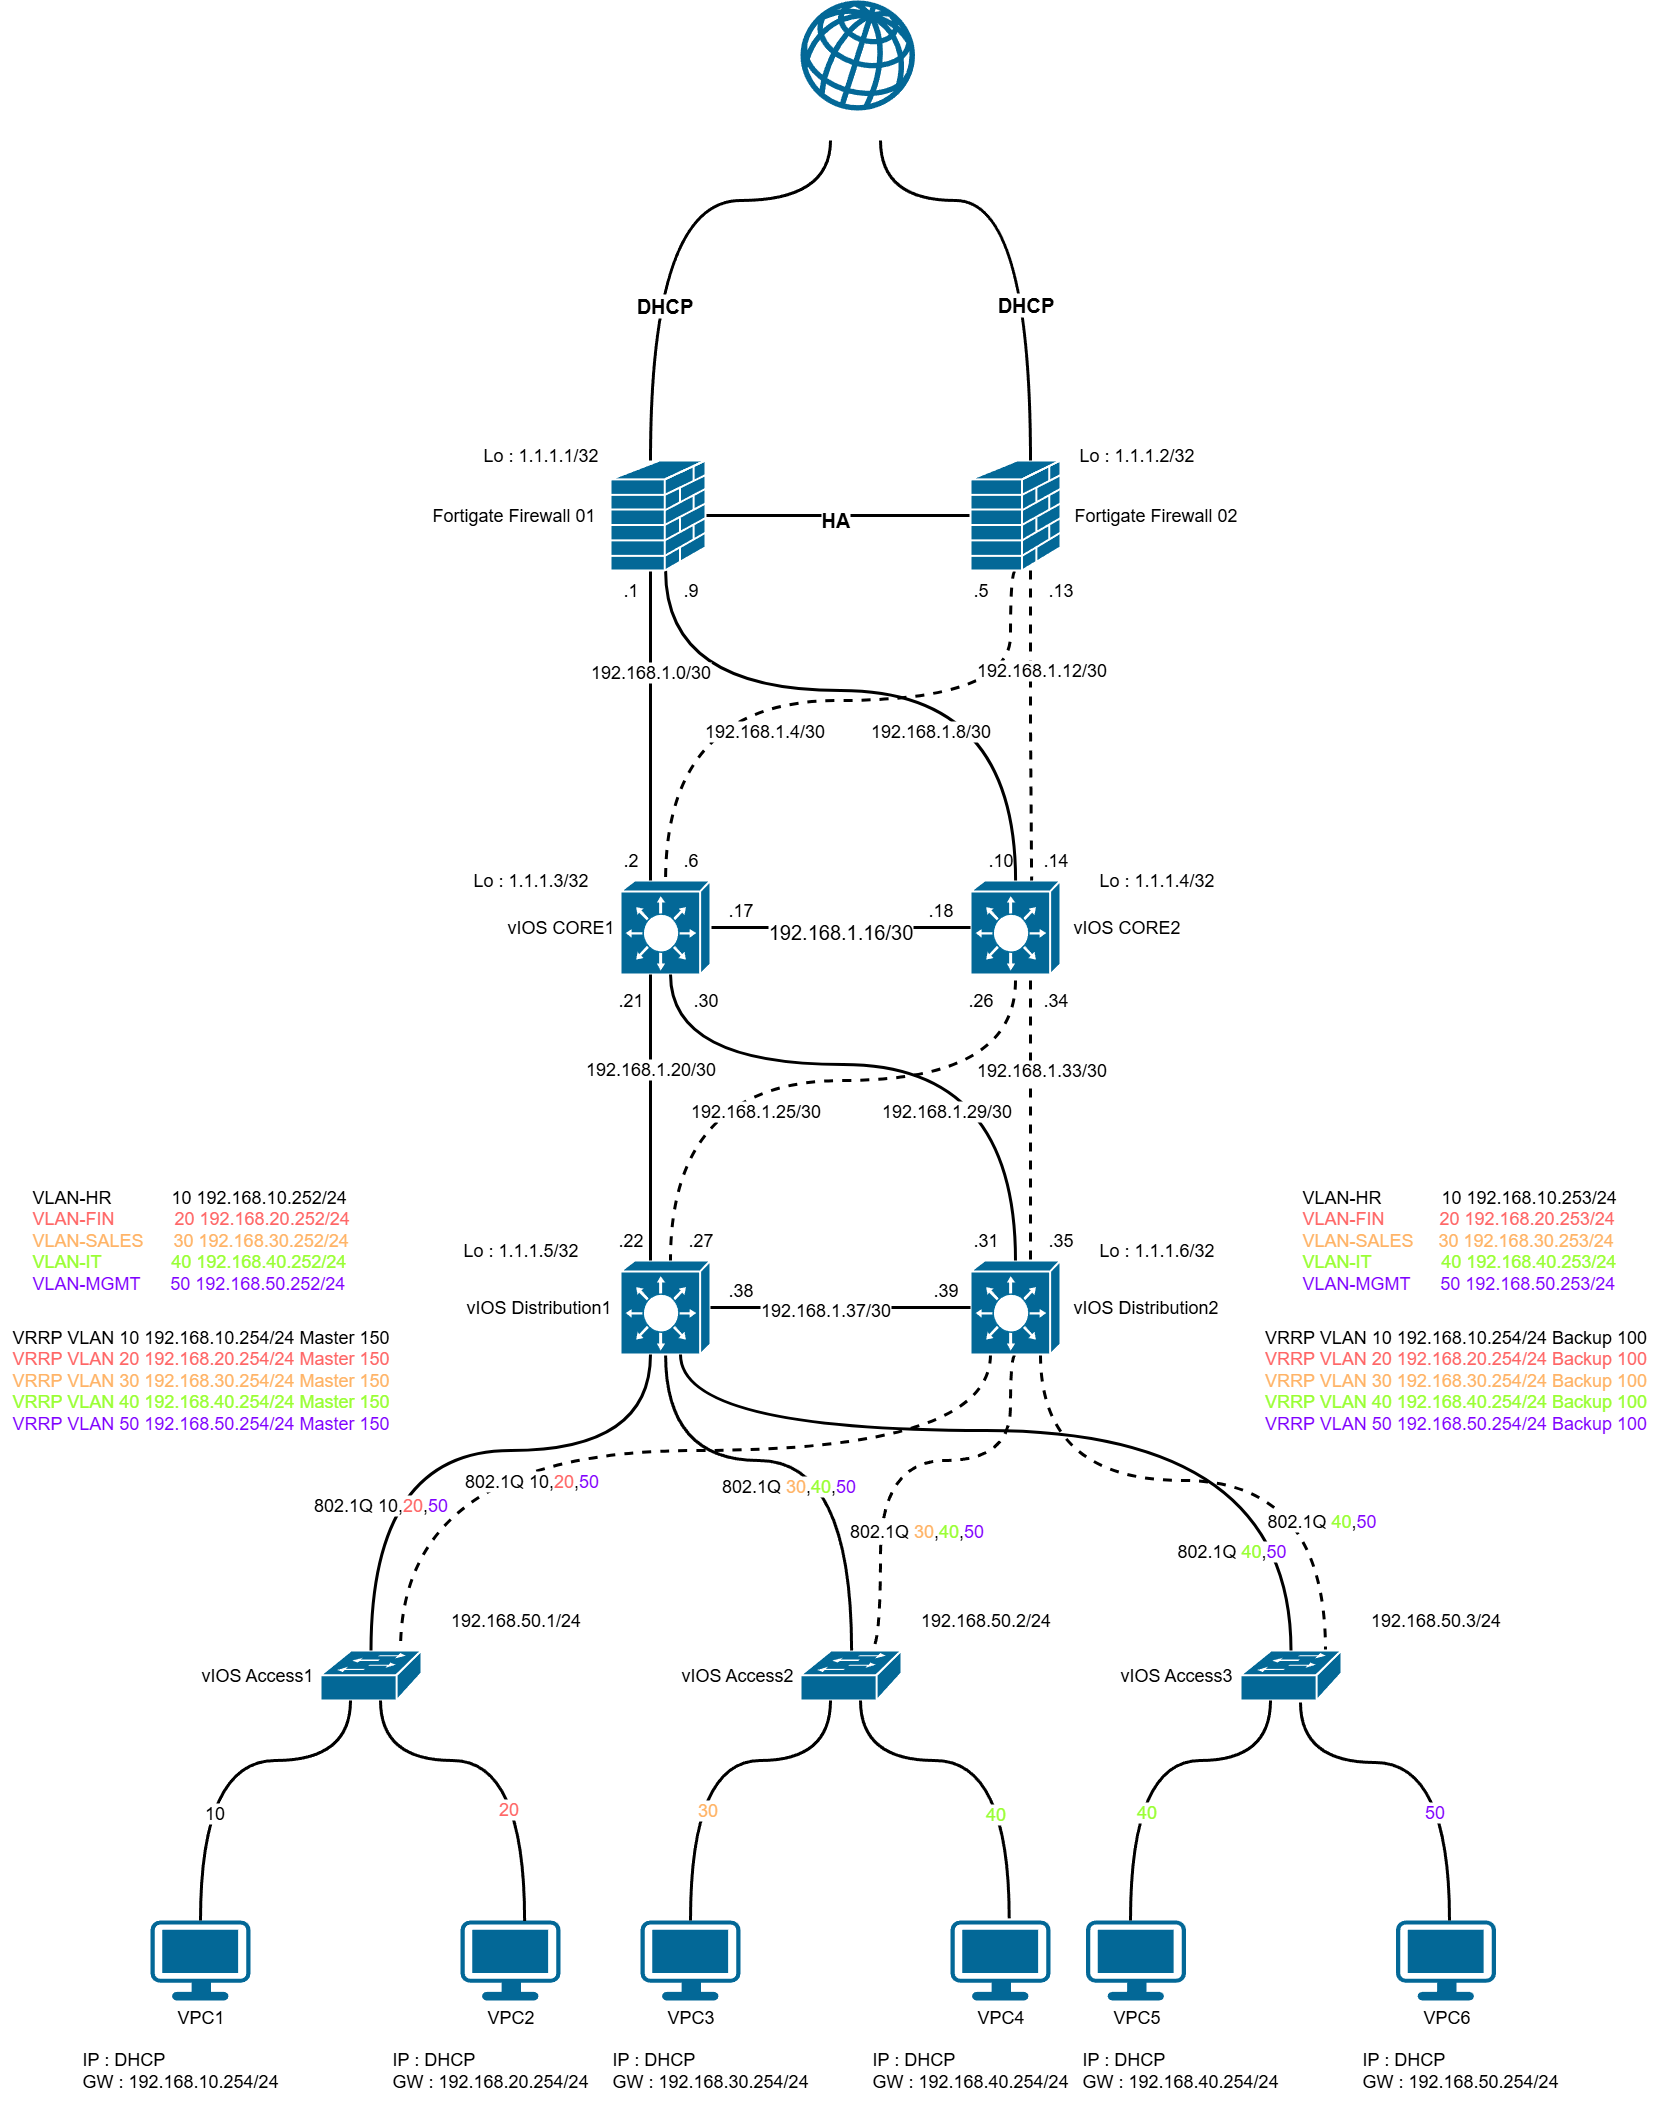 DHCP
DHCP
Lo : 1.1.1.1/32
Lo : 1.1.1.2/32
Fortigate Firewall 01
HA
Fortigate Firewall 02
.1
.9
.5
.13
192.168.1.0/30
192.168.1.12/30
192.168.1.4/30
192.168.1.8/30
.2
.6
.10
.14
Lo : 1.1.1.3/32
Lo : 1.1.1.4/32
vIOS CORE1
.17
192.168.1.16/30
.18
vIOS CORE2
.21
.30
.26
.34
192.168.1.20/30
192.168.1.33/30
192.168.1.25/30
192.168.1.29/30
VLAN-HR 10 192.168.10.252/24
VLAN-FIN 20 192.168.20.252/24
VLAN-SALES 30 192.168.30.252/24
VLAN-IT 40 192.168.40.252/24
VLAN-MGMT 50 192.168.50.252/24
VLAN-HR 10 192.168.10.253/24
VLAN-FIN 20 192.168.20.253/24
VLAN-SALES 30 192.168.30.253/24
VLAN-IT 40 192.168.40.253/24
VLAN-MGMT 50 192.168.50.253/24
.22
.27
.31
.35
Lo : 1.1.1.5/32
Lo : 1.1.1.6/32
vIOS Distribution1
.38
192.168.1.37/30
.39
vIOS Distribution2
VRRP VLAN 10 192.168.10.254/24 Master 150
VRRP VLAN 20 192.168.20.254/24 Master 150
VRRP VLAN 30 192.168.30.254/24 Master 150
VRRP VLAN 40 192.168.40.254/24 Master 150
VRRP VLAN 50 192.168.50.254/24 Master 150
VRRP VLAN 10 192.168.10.254/24 Backup 100
VRRP VLAN 20 192.168.20.254/24 Backup 100
VRRP VLAN 30 192.168.30.254/24 Backup 100
VRRP VLAN 40 192.168.40.254/24 Backup 100
VRRP VLAN 50 192.168.50.254/24 Backup 100
802.1Q 10,20,50
802.1Q 10,20,50
802.1Q 30,40,50
802.1Q 30,40,50
802.1Q 40,50
802.1Q 40,50
192.168.50.1/24
192.168.50.2/24
192.168.50.3/24
vIOS Access1
vIOS Access2
vIOS Access3
10
20
30
40
40
50
VPC1
VPC2
VPC3
VPC4
VPC5
VPC6
IP : DHCP
GW : 192.168.10.254/24
IP : DHCP
GW : 192.168.20.254/24
IP : DHCP
GW : 192.168.30.254/24
IP : DHCP
GW : 192.168.40.254/24
IP : DHCP
GW : 192.168.40.254/24
IP : DHCP
GW : 192.168.50.254/24